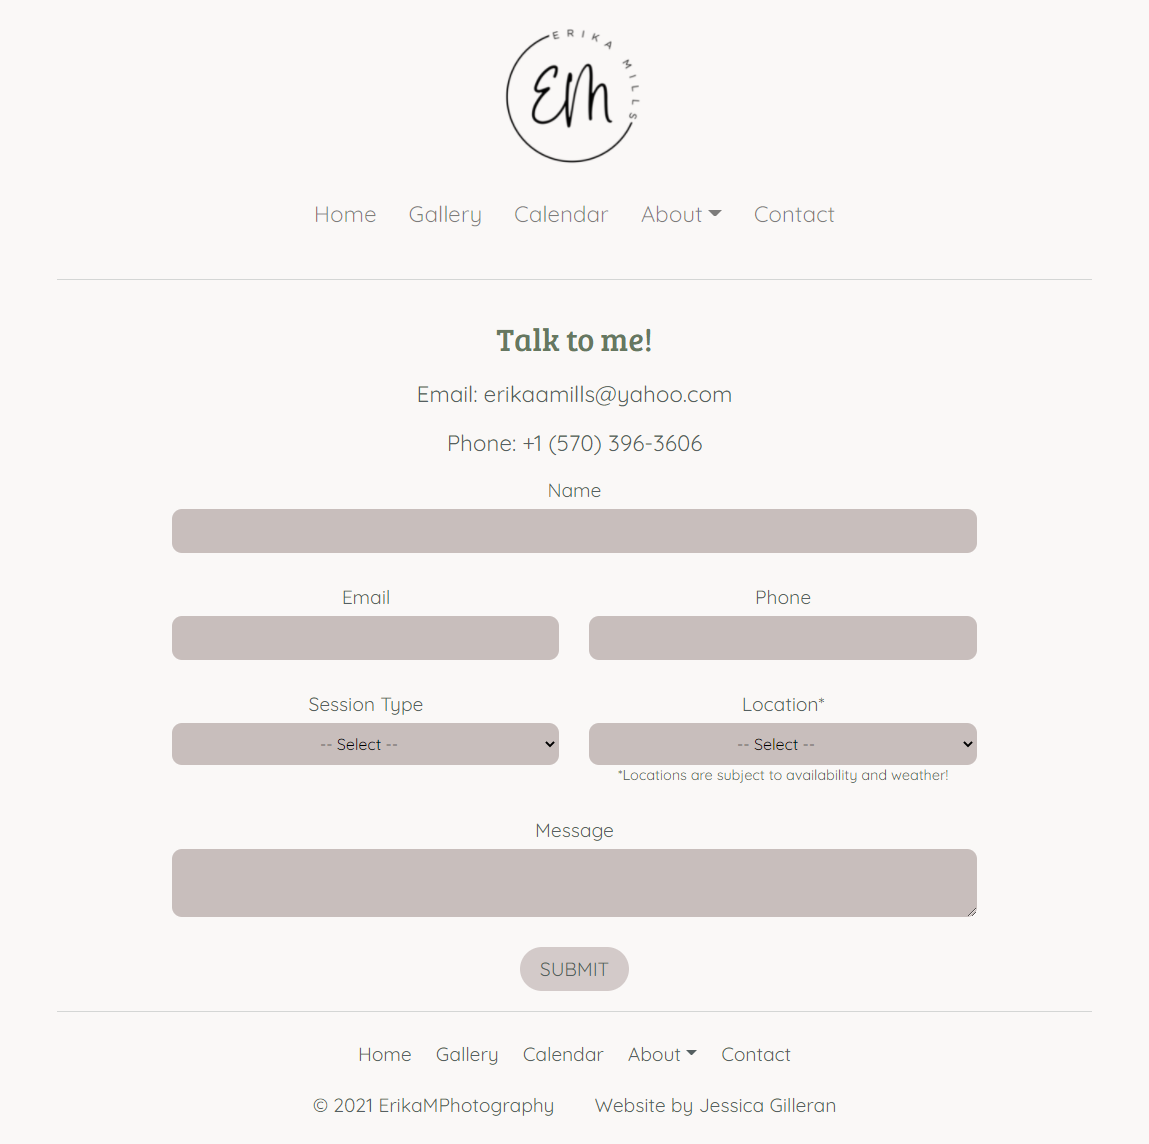 ERIKA MILLS
EM
Home Gallery Calendar About Contact
Talk to me!
Email: erikaamills@yahoo.com
Phone: +1 (570) 396-3606
Name
Email Phone
Session Type Location*
-- Select -- -- Select --
*Locations are subject to availability and weather!
Message
SUBMIT
Home Gallery Calendar About Contact
© 2021 ErikaMPhotography Website by Jessica Gilleran